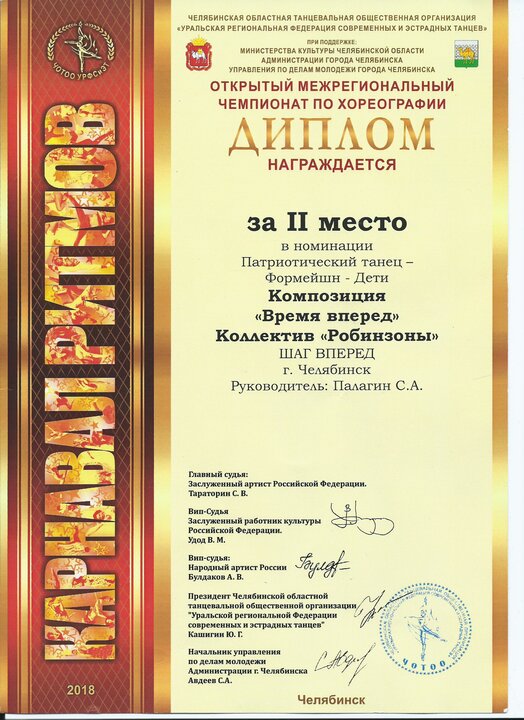 ЧЕЛЯБИНСКАЯ ОБЛАСТНАЯ ТАНЦЕВАЛЬНАЯ ОБЩЕСТВЕННАЯ ОРГАНИЗАЦИЯ
"УРАЛЬСКАЯ РЕГИОНАЛЬНАЯ ФЕДЕРАЦИЯ СОВРЕМЕННЫХ И ЭСТРАДНЫХ ТАНЦЕВ"
ПРИ ПОДДЕРЖКЕ:
МИНИСТЕРСТВА КУЛЬТУРЫ ЧЕЛЯБИНСКОЙ ОБЛАСТИ
АДМИНИСТРАЦИИ ГОРОДА ЧЕЛЯБИНСКА
УПРАВЛЕНИЯ ПО ДЕЛАМ МОЛОДЕЖИ ГОРОДА ЧЕЛЯБИНСКА
ОТКРЫТЫЙ МЕЖРЕГИОНАЛЬНЫЙ
ЧЕМПИОНАТ ПО ХОРЕОГРАФИИ
ДИПЛОМ
НАГРАЖДАЕТСЯ
за II место
в номинации
Патриотический танец –
Формейшн - Дети
Композиция
«Время вперед»
Коллектив «Робинзоны»
ШАГ ВПЕРЕД
г. Челябинск
Руководитель: Палагин С.А.
Главный судья:
Заслуженный артист Российской Федерации.
Тараторин С. В.
Вип-Судья
Заслуженный работник культуры
Российской Федерации.
Удод В. М.
Вип-судья:
Народный артист России
Булдаков А. В.
Президент Челябинской областной
танцевальной общественной организации
"Уральской региональной Федерации
современных и эстрадных танцев"
Кашигин Ю. Г.
Начальник управления
по делам молодежи
Администрации г. Челябинска
Авдеев С.А.
Челябинск
ЧОТОО УРФСиЭТ
КАРНАВАЛ РИТМОВ
2018
ЧОТОО